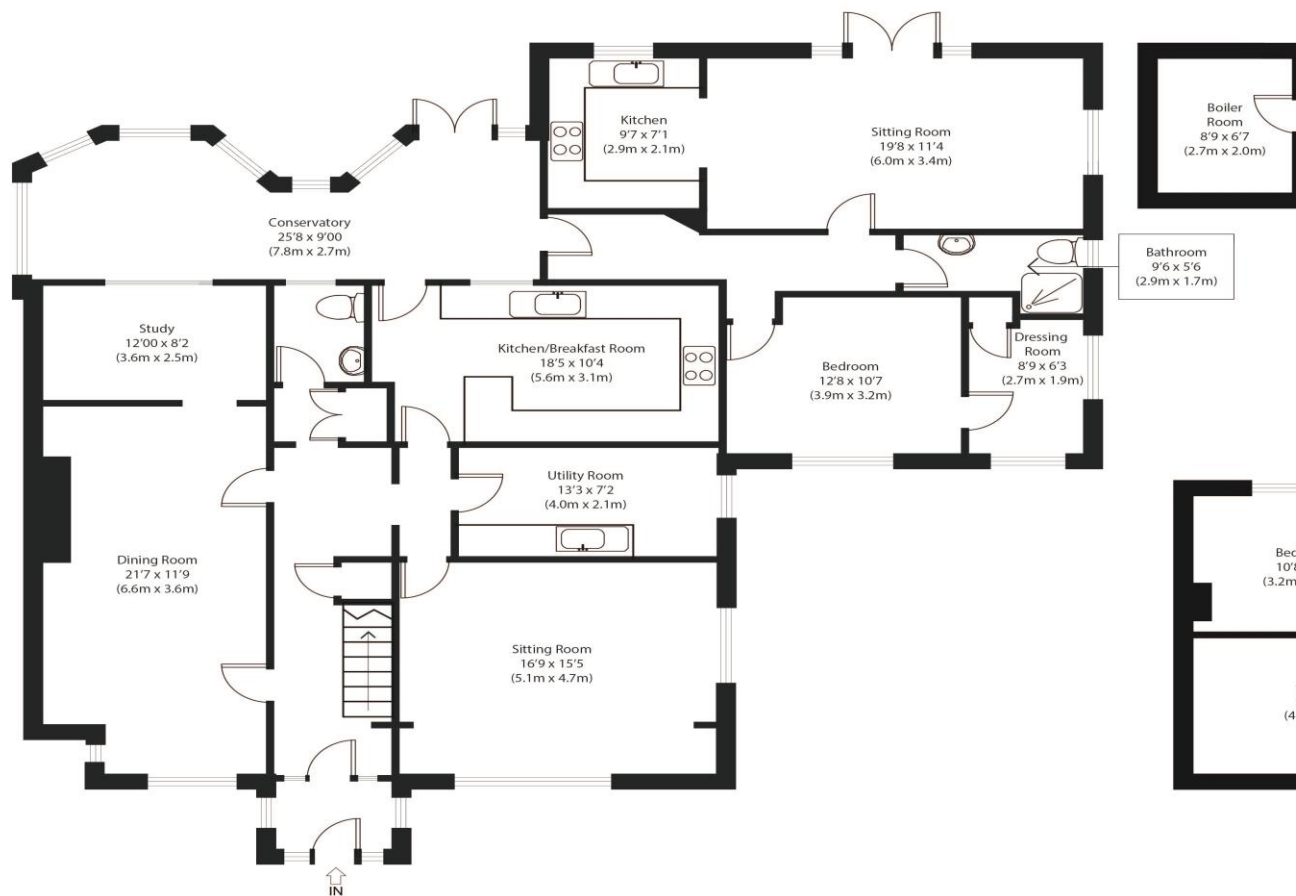 Kitchen
9'7 x 7'1
(2.9m x 2.1m)
Sitting Room
19'8 x 11'4
(6.0m x 3.4m)
Boiler
Room
8'9 x 6'7
(2.7m x 2.0m)
Conservatory
25'8 x 9'00
(7.8m x 2.7m)
Bathroom
9'6 x 5'6
(2.9m x 1.7m)
Study
12'00 x 8'2
(3.6m x 2.5m)
Kitchen/Breakfast Room
18'5 x 10'4
(5.6m x 3.1m)
Bedroom
12'8 x 10'7
(3.9m x 3.2m)
Dressing
Room
8'9 x 6'3
(2.7m x 1.9m)
Utility Room
13'3 x 7'2
(4.0m x 2.1m)
Dining Room
21'7 x 11'9
(6.6m x 3.6m)
Sitting Room
16'9 x 15'5
(5.1m x 4.7m)
Bed
10'8
(3.2m
(4
IN